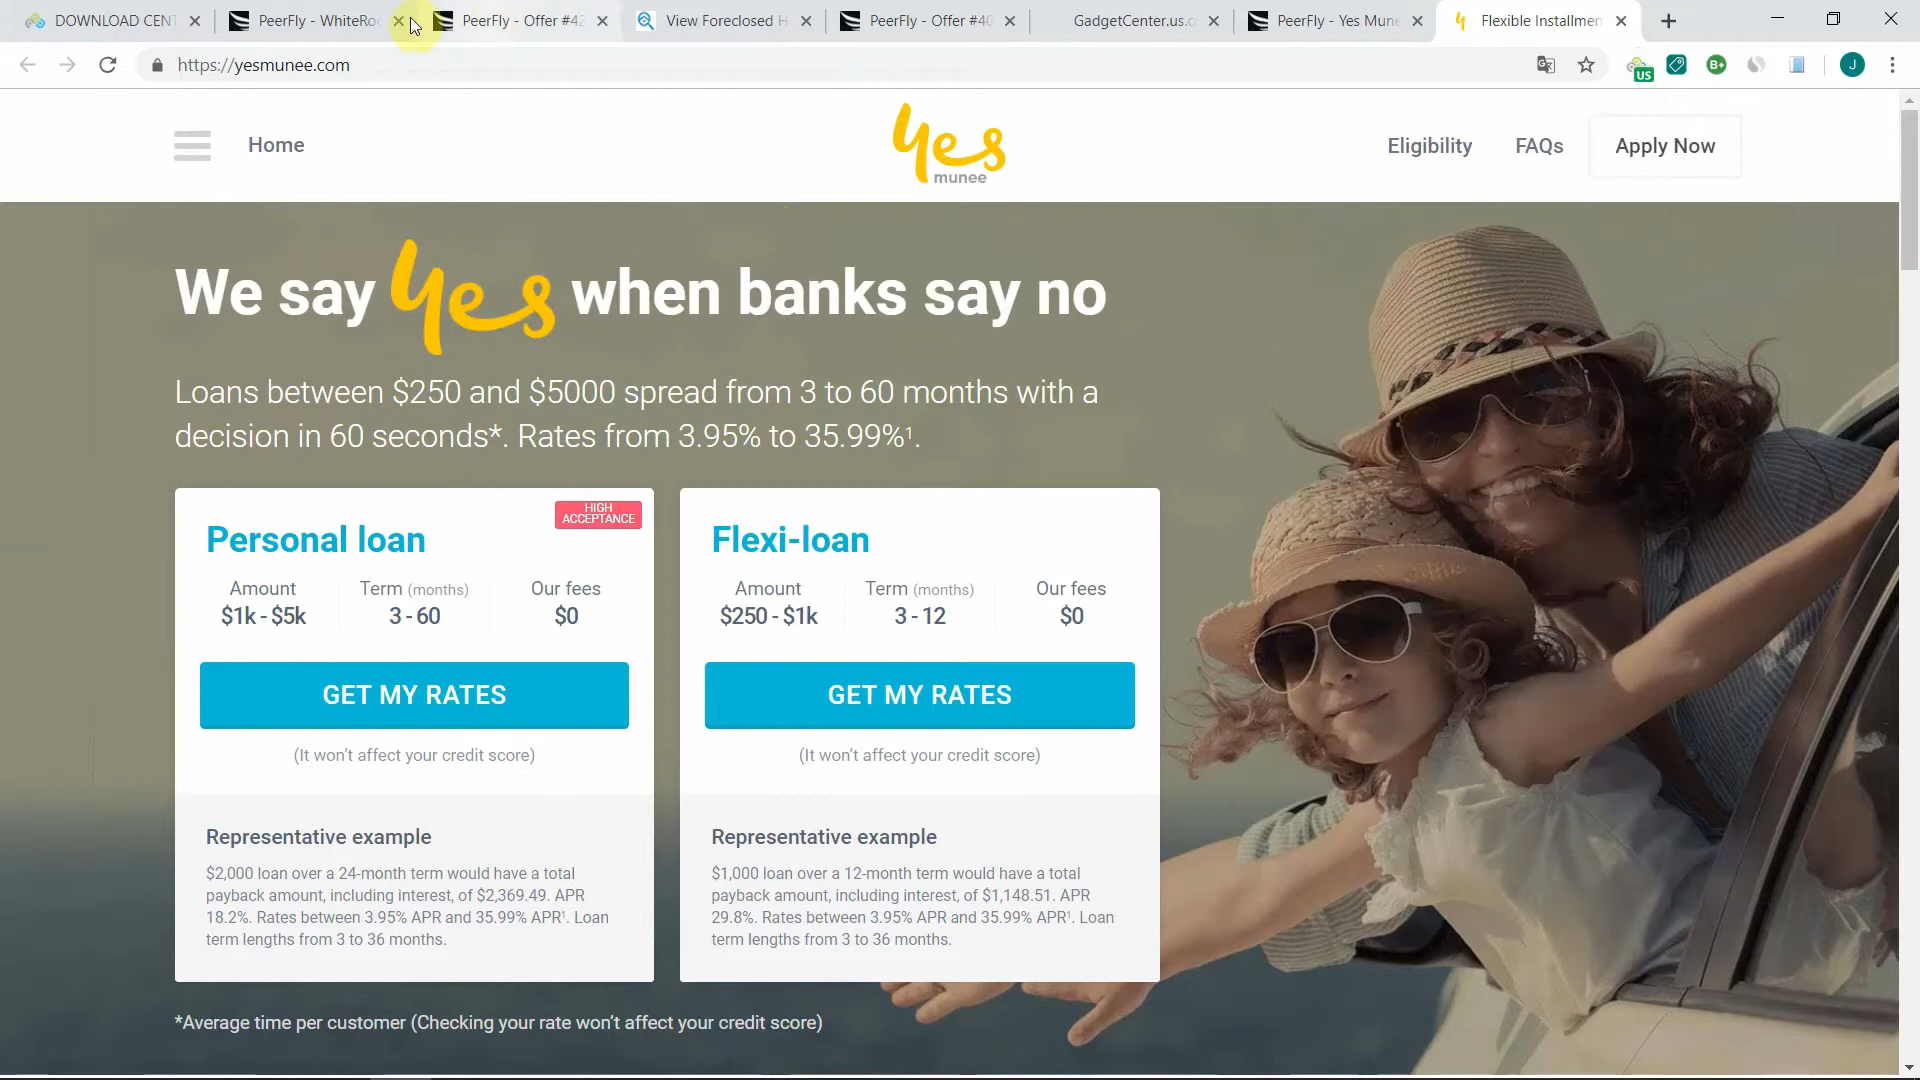 DOWNLOAD CENT
PeerFly - WhiteRo
PeerFly - Offer #42
View Foreclosed H
PeerFly - Offer #40
GadgetCenter.us.c
PeerFly - Yes Mune
Flexible Installmen
https://yesmunee.com
US
B+
J
Home
yes
munee
Eligibility
FAQs
Apply Now
We say yes when banks say no
Loans between $250 and $5000 spread from 3 to 60 months with a
decision in 60 seconds*. Rates from 3.95% to 35.99%¹.
HIGH
ACCEPTANCE
Personal loan
Amount Term (months) Our fees
$1k - $5k 3 - 60 $0
GET MY RATES
(It won’t affect your credit score)
Representative example
$2,000 loan over a 24-month term would have a total
payback amount, including interest, of $2,369.49. APR
18.2%. Rates between 3.95% APR and 35.99% APR¹. Loan
term lengths from 3 to 36 months.
Flexi-loan
Amount Term (months) Our fees
$250 - $1k 3 - 12 $0
GET MY RATES
(It won’t affect your credit score)
Representative example
$1,000 loan over a 12-month term would have a total
payback amount, including interest, of $1,148.51. APR
29.8%. Rates between 3.95% APR and 35.99% APR¹. Loan
term lengths from 3 to 36 months.
*Average time per customer (Checking your rate won’t affect your credit score)